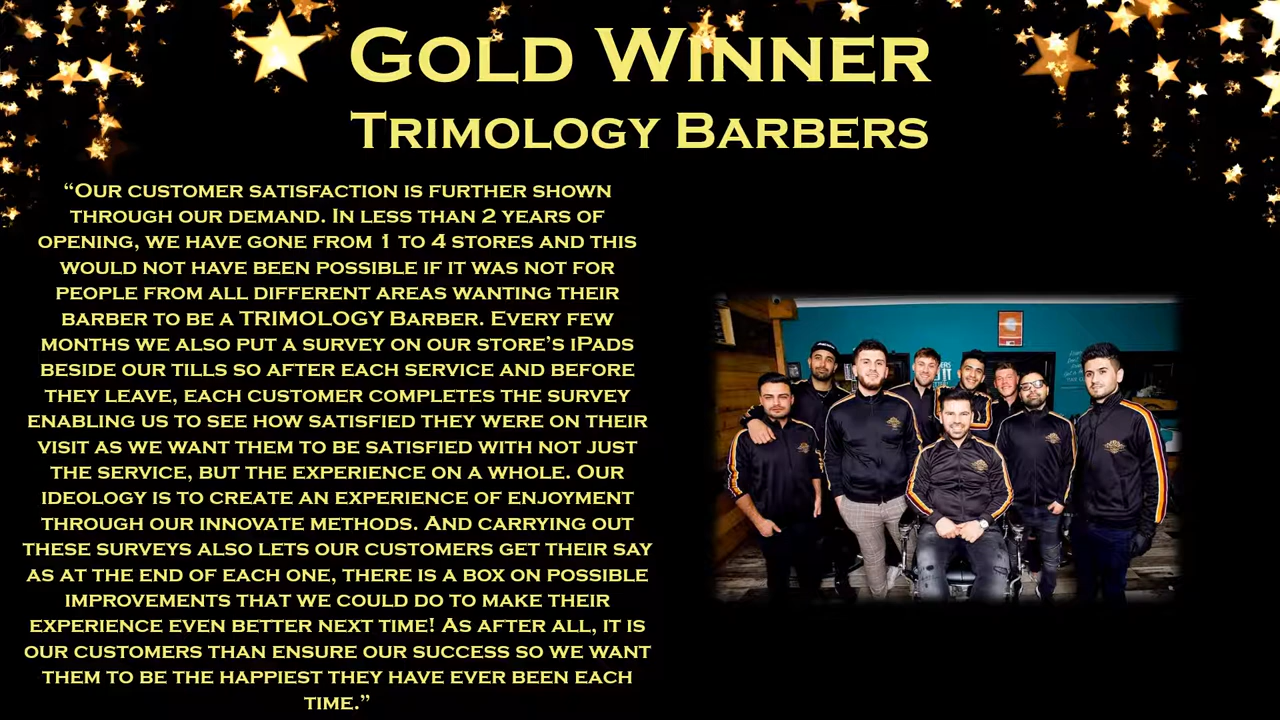 GOLD WINNER
TRIMOLOGY BARBERS
“OUR CUSTOMER SATISFACTION IS FURTHER SHOWN
THROUGH OUR DEMAND. IN LESS THAN 2 YEARS OF
OPENING, WE HAVE GONE FROM 1 TO 4 STORES AND THIS
WOULD NOT HAVE BEEN POSSIBLE IF IT WAS NOT FOR
PEOPLE FROM ALL DIFFERENT AREAS WANTING THEIR
BARBER TO BE A TRIMOLOGY BARBER. EVERY FEW
MONTHS WE ALSO PUT A SURVEY ON OUR STORE’S IPADS
BESIDE OUR TILLS SO AFTER EACH SERVICE AND BEFORE
THEY LEAVE, EACH CUSTOMER COMPLETES THE SURVEY
ENABLING US TO SEE HOW SATISFIED THEY WERE ON THEIR
VISIT AS WE WANT THEM TO BE SATISFIED WITH NOT JUST
THE SERVICE, BUT THE EXPERIENCE ON A WHOLE. OUR
IDEOLOGY IS TO CREATE AN EXPERIENCE OF ENJOYMENT
THROUGH OUR INNOVATE METHODS. AND CARRYING OUT
THESE SURVEYS ALSO LETS OUR CUSTOMERS GET THEIR SAY
AS AT THE END OF EACH ONE, THERE IS A BOX ON POSSIBLE
IMPROVEMENTS THAT WE COULD DO TO MAKE THEIR
EXPERIENCE EVEN BETTER NEXT TIME! AS AFTER ALL, IT IS
OUR CUSTOMERS THAN ENSURE OUR SUCCESS SO WE WANT
THEM TO BE THE HAPPIEST THEY HAVE EVER BEEN EACH
TIME.”